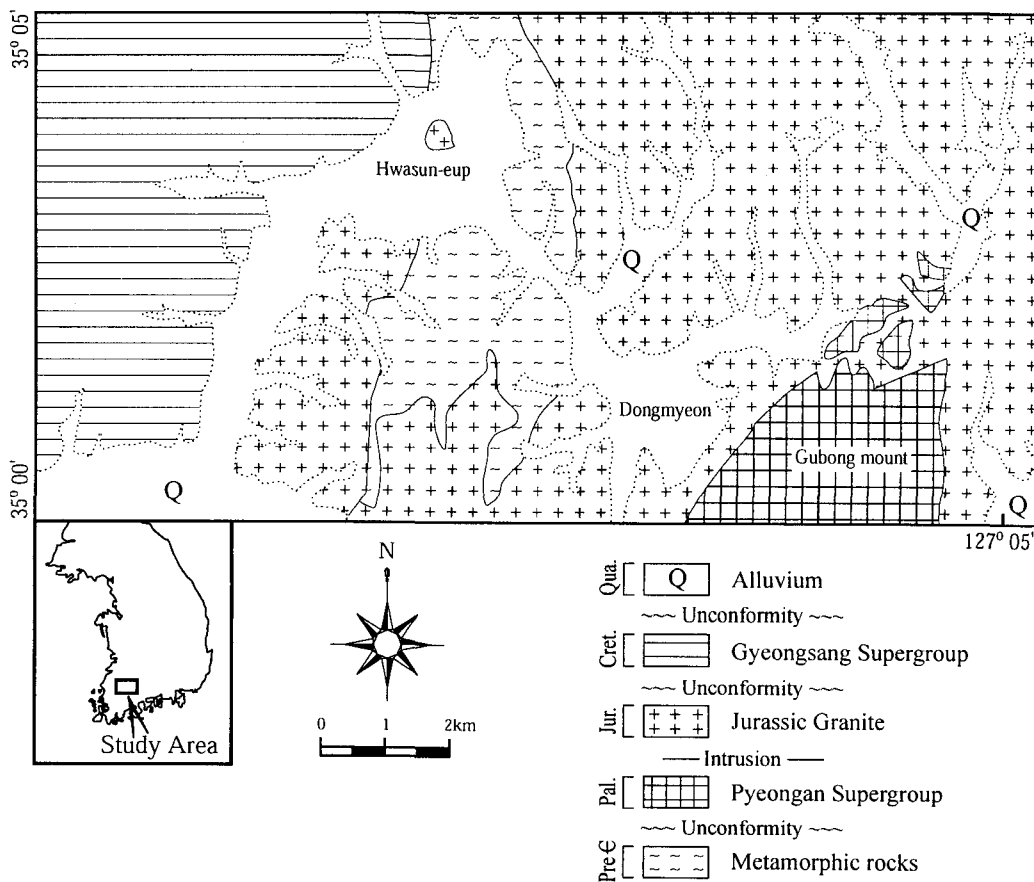 35° 05'
Hwasun-eup
Q
Q
Dongmyeon
Gubong mount
35° 00'
Q
Q
127° 05'
Study Area
N
0 1 2km
Qua. Q Alluvium
Unconformity
Cret. Gyeongsang Supergroup
Unconformity
Jur. Jurassic Granite
Intrusion
Pal. Pyeongan Supergroup
Unconformity
Pre Є Metamorphic rocks